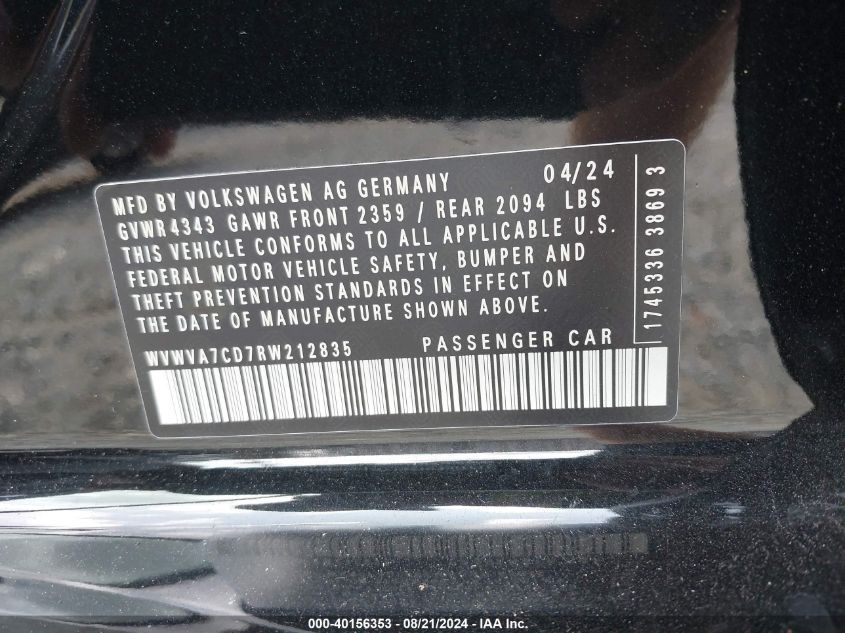 MFD BY VOLKSWAGEN AG GERMANY 04/24
GVWR 4343 GAWR FRONT 2359 / REAR 2094 LBS
THIS VEHICLE CONFORMS TO ALL APPLICABLE U.S.
FEDERAL MOTOR VEHICLE SAFETY, BUMPER AND
THEFT PREVENTION STANDARDS IN EFFECT ON
THE DATE OF MANUFACTURE SHOWN ABOVE.
WVWVA7CD7RW212835 PASSENGER CAR
1745336 38693
000-40156353 - 08/21/2024 - IAA Inc.